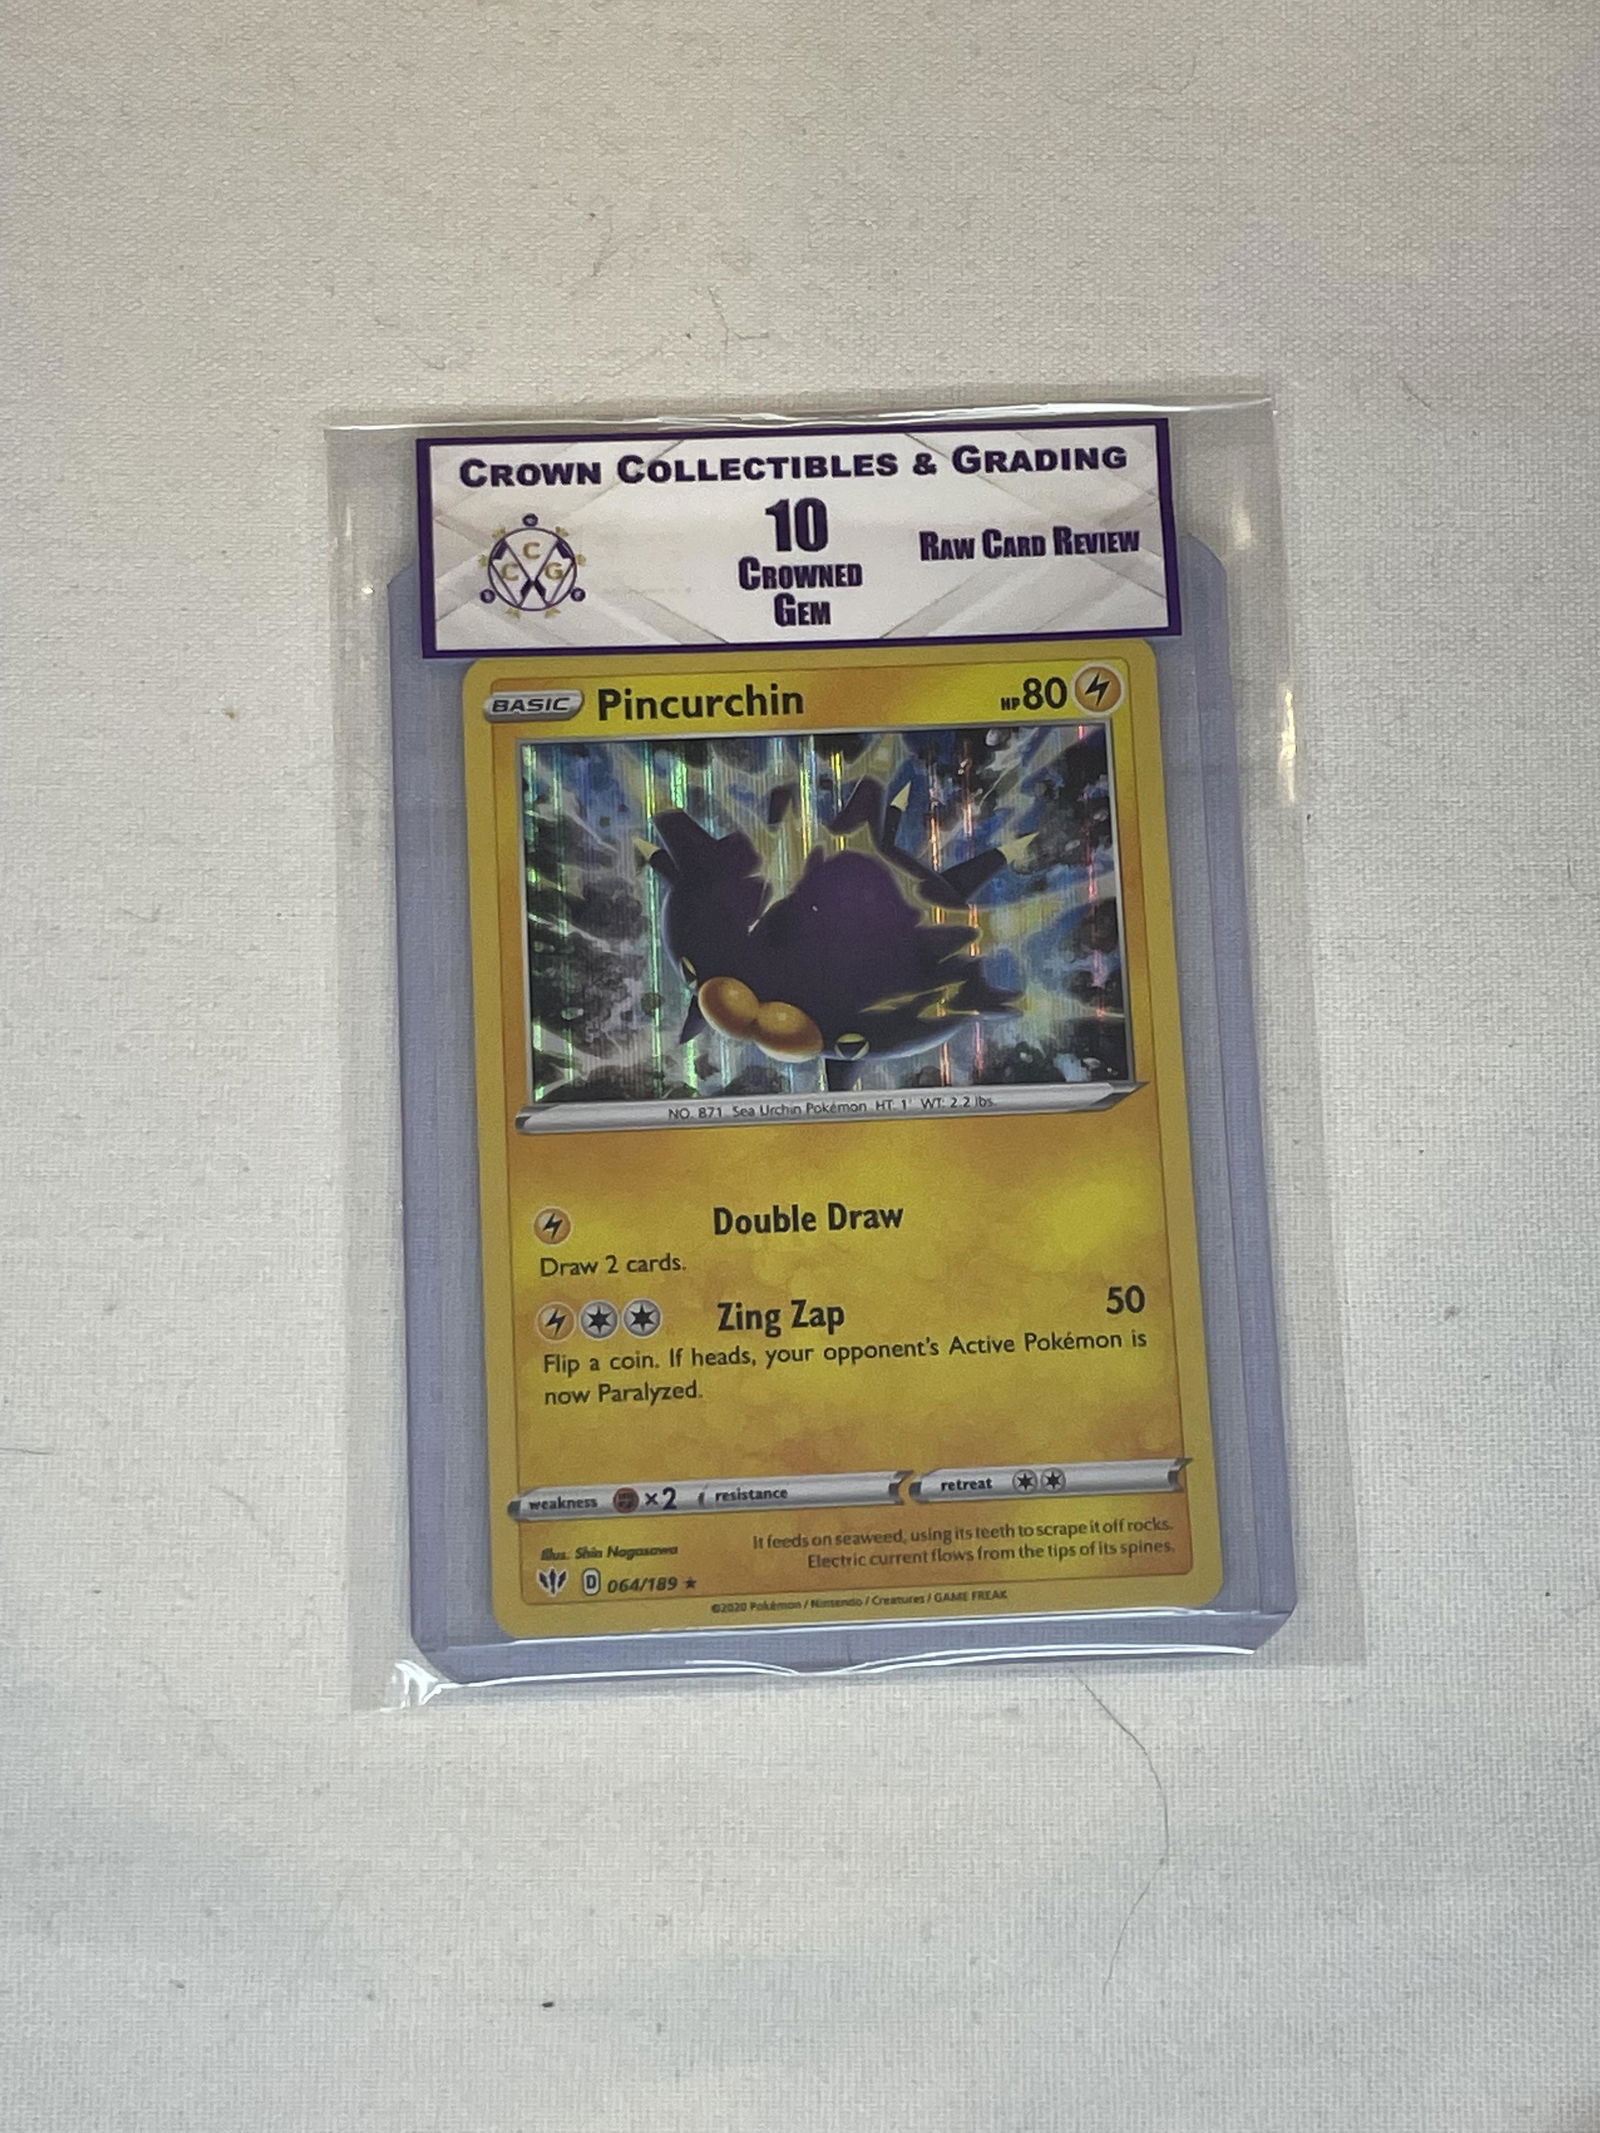 CROWN COLLECTIBLES & GRADING
10
CROWNED
GEM
RAW CARD REVIEW
C
C G
BASIC Pincurchin HP 80
NO. 871 Sea Urchin Pokémon HT: 1' WT: 2.2 lbs.
Double Draw
Draw 2 cards.
Zing Zap 50
Flip a coin. If heads, your opponent's Active Pokémon is
now Paralyzed.
weakness ×2 resistance retreat
It feeds on seaweed, using its teeth to scrape it off rocks.
Electric current flows from the tips of its spines.
Illus. Shin Nagasawa
D 064/189 ★
©2020 Pokémon / Nintendo / Creatures / GAME FREAK